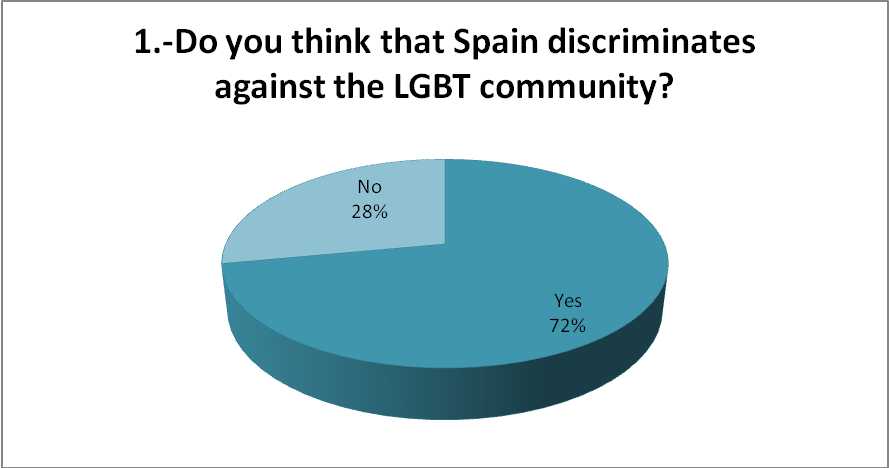 1.-Do you think that Spain discriminates
against the LGBT community?
No
28%
Yes
72%